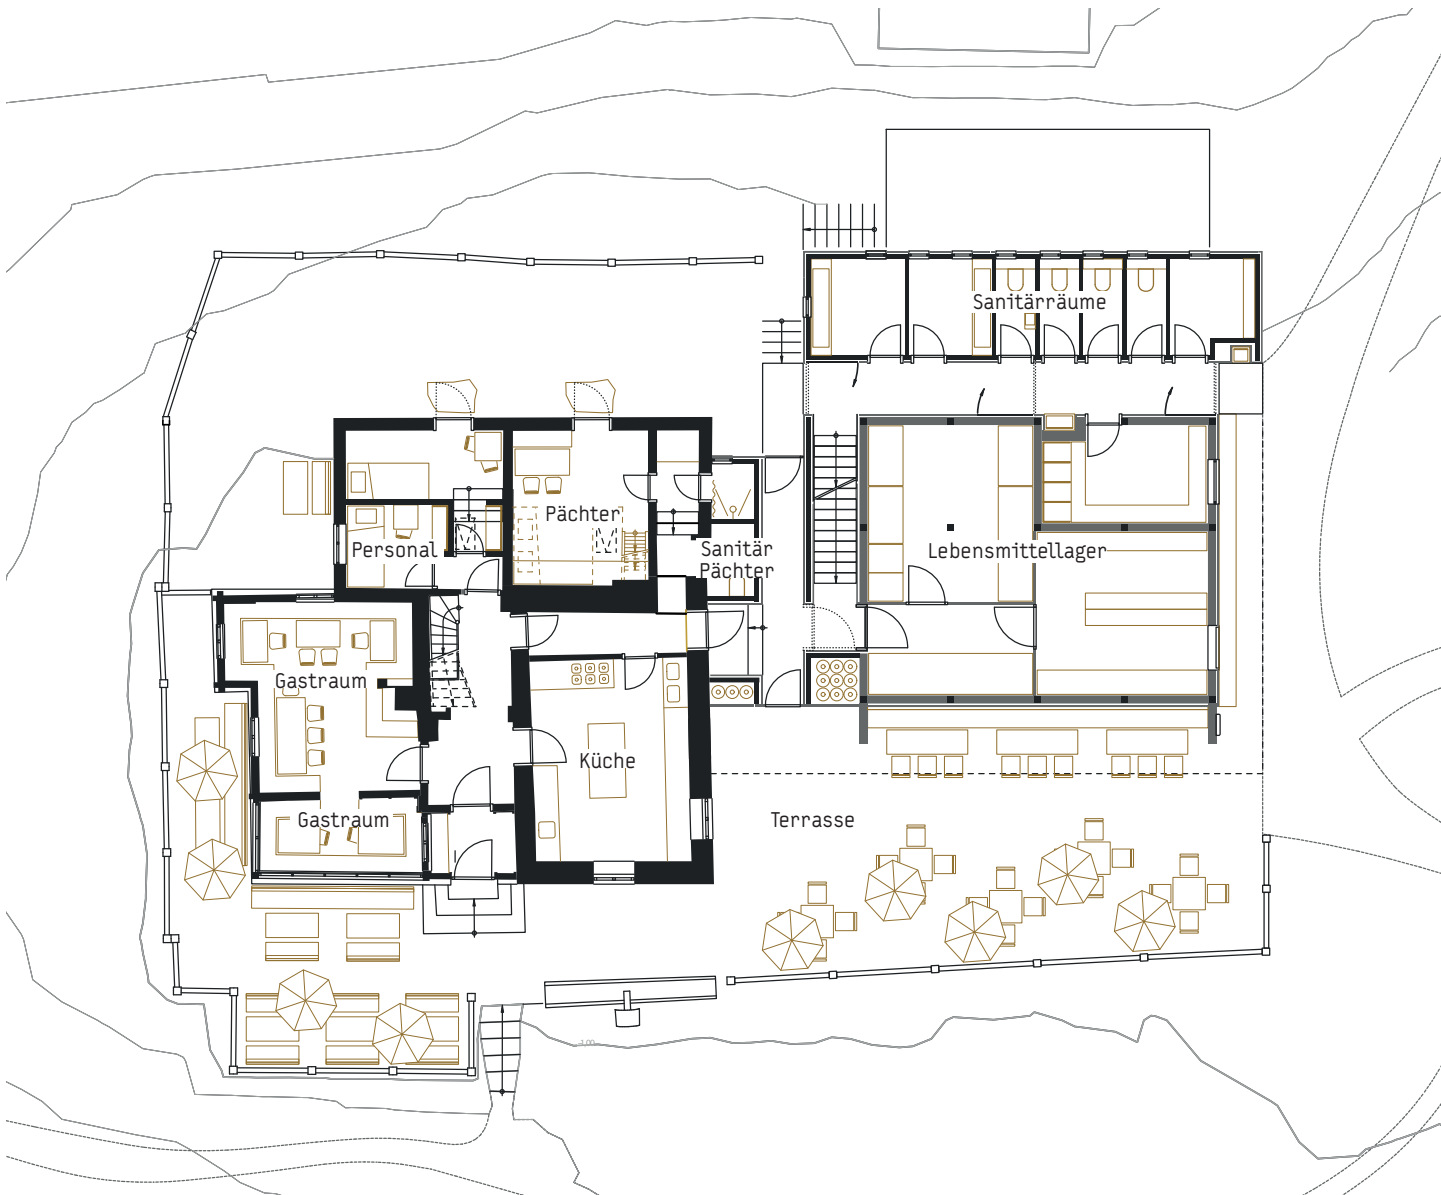 Sanitärräume
Pächter
Personal
Sanitär
Pächter
Lebensmittellager
Gastraum
Küche
Gastraum
Terrasse